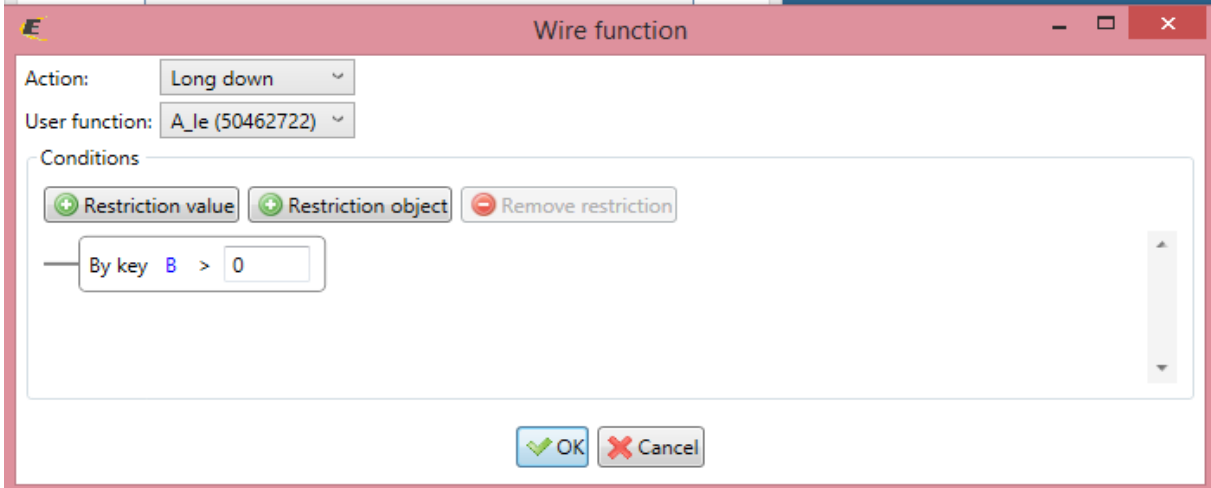 E Wire function
Action: Long down
User function: A_le (50462722)
Conditions
Restriction value Restriction object Remove restriction
By key B > 0
OK Cancel